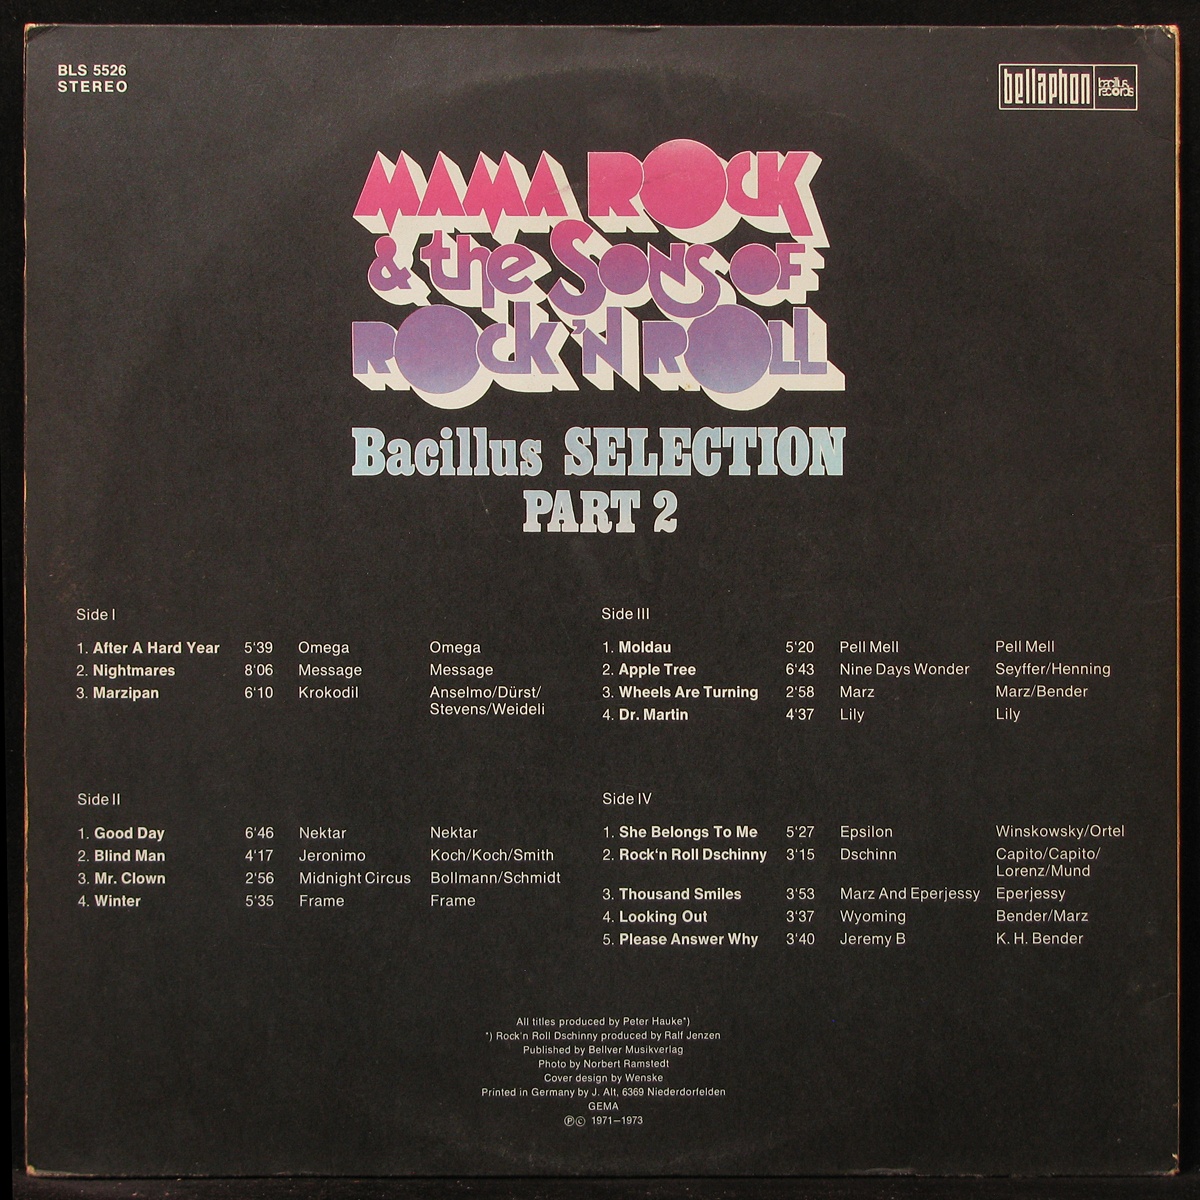 BLS 5526
STEREO
bellaphon
bacillus
records
MAMA ROCK
& the Sons OF
ROCK'N ROLL
Bacillus SELECTION
PART 2
Side I
1. After A Hard Year 5'39 Omega Omega
2. Nightmares 8'06 Message Message
3. Marzipan 6'10 Krokodil Anselmo/Dürst/
Stevens/Weideli
Side II
1. Good Day 6'46 Nektar Nektar
2. Blind Man 4'17 Jeronimo Koch/Koch/Smith
3. Mr. Clown 2'56 Midnight Circus Bollmann/Schmidt
4. Winter 5'35 Frame Frame
Side III
1. Moldau 5'20 Pell Mell Pell Mell
2. Apple Tree 6'43 Nine Days Wonder Seyffer/Henning
3. Wheels Are Turning 2'58 Marz Marz/Bender
4. Dr. Martin 4'37 Lily Lily
Side IV
1. She Belongs To Me 5'27 Epsilon Winskowsky/Ortel
2. Rock'n Roll Dschinny 3'15 Dschinn Capito/Capito/
Lorenz/Mund
3. Thousand Smiles 3'53 Marz And Eperjessy Eperjessy
4. Looking Out 3'37 Wyoming Bender/Marz
5. Please Answer Why 3'40 Jeremy B K. H. Bender
All titles produced by Peter Hauke*)
*) Rock'n Roll Dschinny produced by Ralf Jenzen
Published by Bellver Musikverlag
Photo by Norbert Ramstedt
Cover design by Wenske
Printed in Germany by J. Alt, 6369 Niederdorfelden
GEMA
Ⓟ© 1971–1973